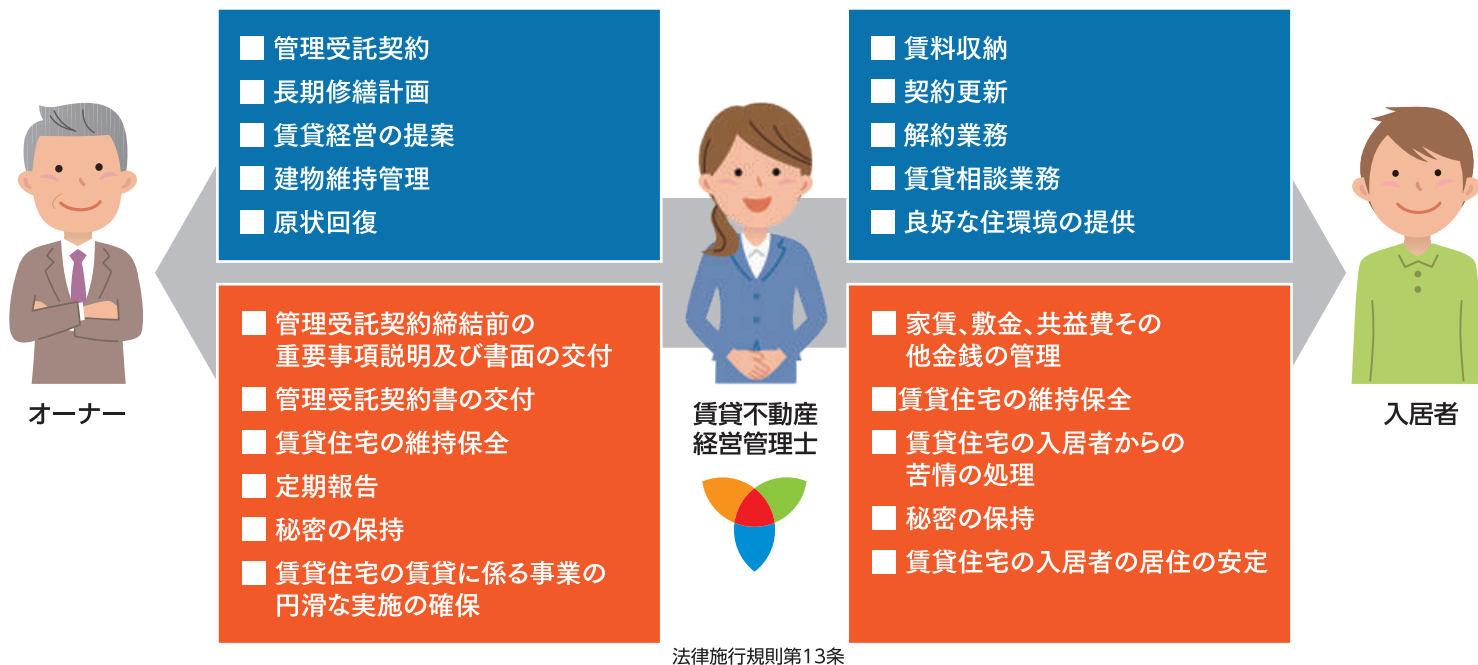 ■ 管理受託契約
■ 長期修繕計画
■ 賃貸経営の提案
■ 建物維持管理
■ 原状回復
■ 賃料収納
■ 契約更新
■ 解約業務
■ 賃貸相談業務
■ 良好な住環境の提供
■ 管理受託契約締結前の
重要事項説明及び書面の交付
■ 管理受託契約書の交付
■ 賃貸住宅の維持保全
■ 定期報告
■ 秘密の保持
■ 賃貸住宅の賃貸に係る事業の
円滑な実施の確保
■ 家賃、敷金、共益費その
他金銭の管理
■賃貸住宅の維持保全
■ 賃貸住宅の入居者からの
苦情の処理
■ 秘密の保持
■ 賃貸住宅の入居者の居住の安定
オーナー
賃貸不動産
経営管理士
入居者
法律施行規則第13条